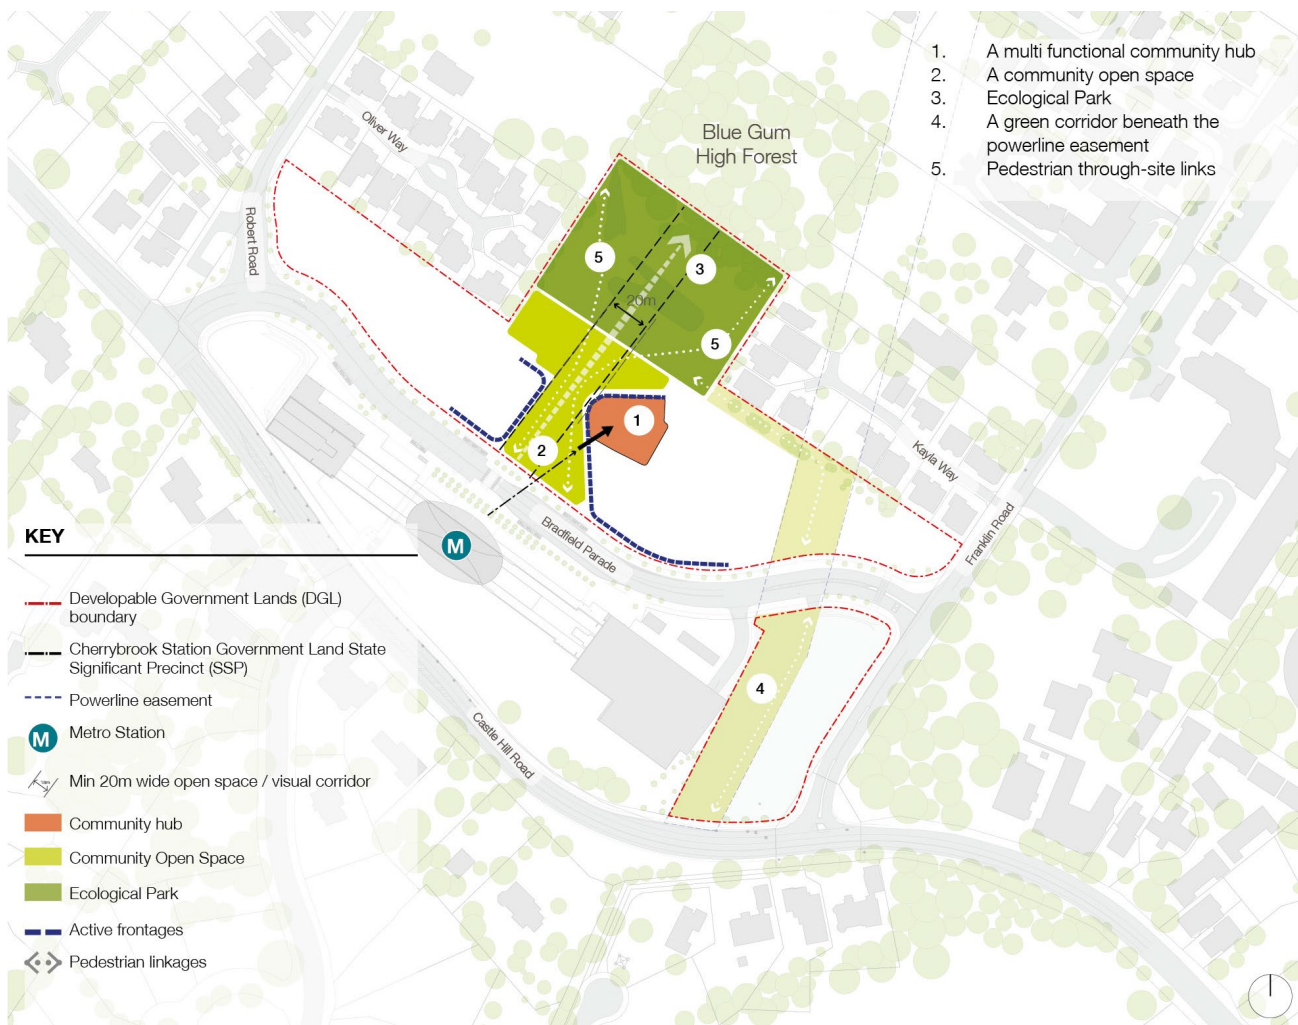 1. A multi functional community hub
2. A community open space
3. Ecological Park
4. A green corridor beneath the
powerline easement
5. Pedestrian through-site links
Blue Gum
High Forest
Oliver Way
Robert Road
5
3
20m
5
1
2
Kayla Way
Franklin Road
Bradfield Parade
M
4
Castle Hill Road
KEY
Developable Government Lands (DGL)
boundary
Cherrybrook Station Government Land State
Significant Precinct (SSP)
Powerline easement
M Metro Station
Min 20m wide open space / visual corridor
Community hub
Community Open Space
Ecological Park
Active frontages
Pedestrian linkages